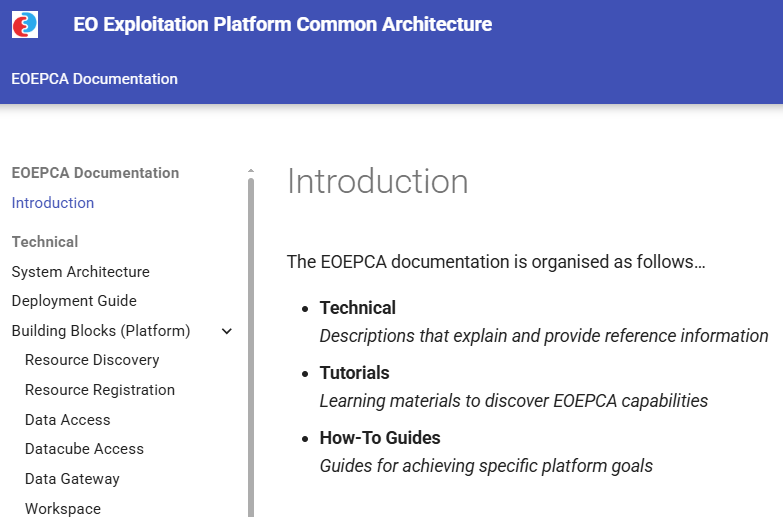 EO Exploitation Platform Common Architecture
EOEPCA Documentation
EOEPCA Documentation
Introduction
Technical
System Architecture
Deployment Guide
Building Blocks (Platform)
Resource Discovery
Resource Registration
Data Access
Datacube Access
Data Gateway
Workspace
Introduction
The EOEPCA documentation is organised as follows…
• Technical
Descriptions that explain and provide reference information
• Tutorials
Learning materials to discover EOEPCA capabilities
• How-To Guides
Guides for achieving specific platform goals